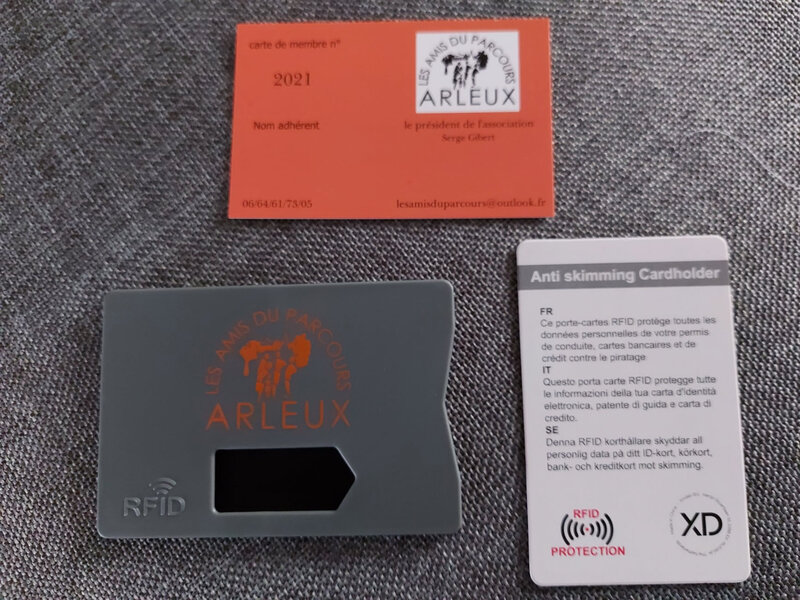 carte de membre n°
2021
LES AMIS DU PARCOURS
ARLEUX
Nom adhérent
le président de l'association
Serge Gibert
06/64/61/73/05
lesamisduparcours@outlook.fr
LES AMIS DU PARCOURS
ARLEUX
RFID
Anti skimming Cardholder
FR
Ce porte-cartes RFID protège toutes les
données personnelles de votre permis
de conduite, cartes bancaires et de
crédit contre le piratage
IT
Questo porta carte RFID protegge tutte
le informazioni della tua carta d'identità
elettronica, patente di guida e carta di
credito.
SE
Denna RFID korthållare skyddar all
personlig data på ditt ID-kort, körkort,
bank- och kreditkort mot skimming.
RFID
PROTECTION
XD